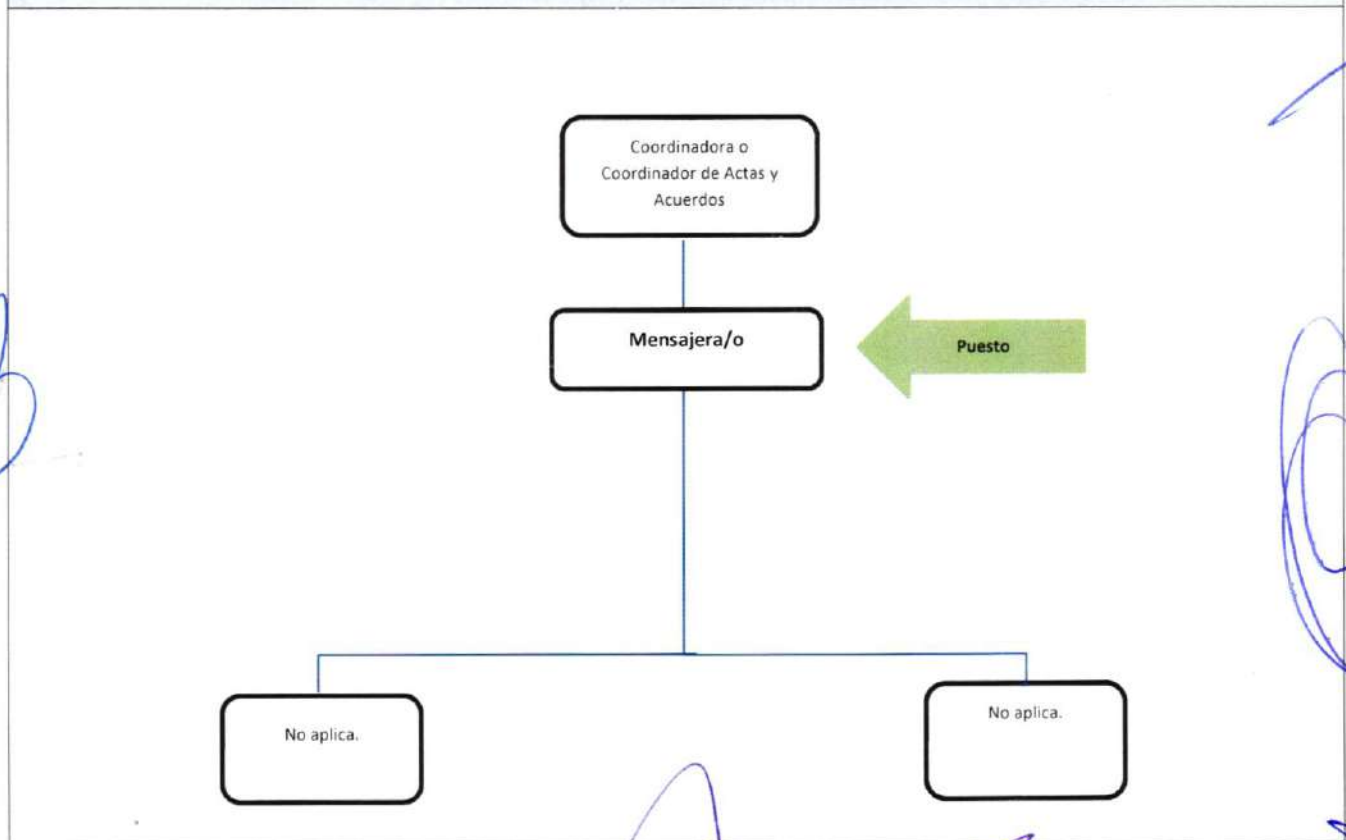 Coordinadora o
Coordinador de Actas y
Acuerdos
Mensajera/o
Puesto
No aplica.
No aplica.